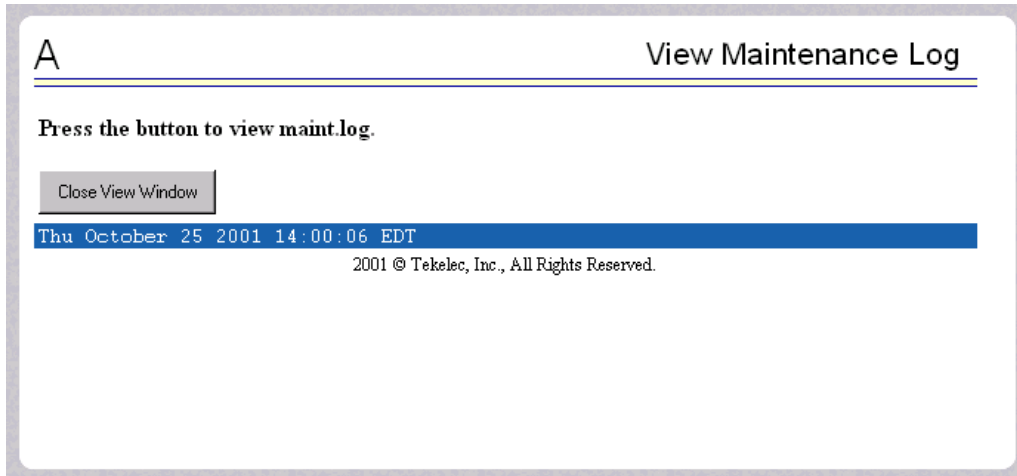 A
View Maintenance Log
Press the button to view maint.log.
Close View Window
Thu October 25 2001 14:00:06 EDT
2001 © Tekelec, Inc., All Rights Reserved.